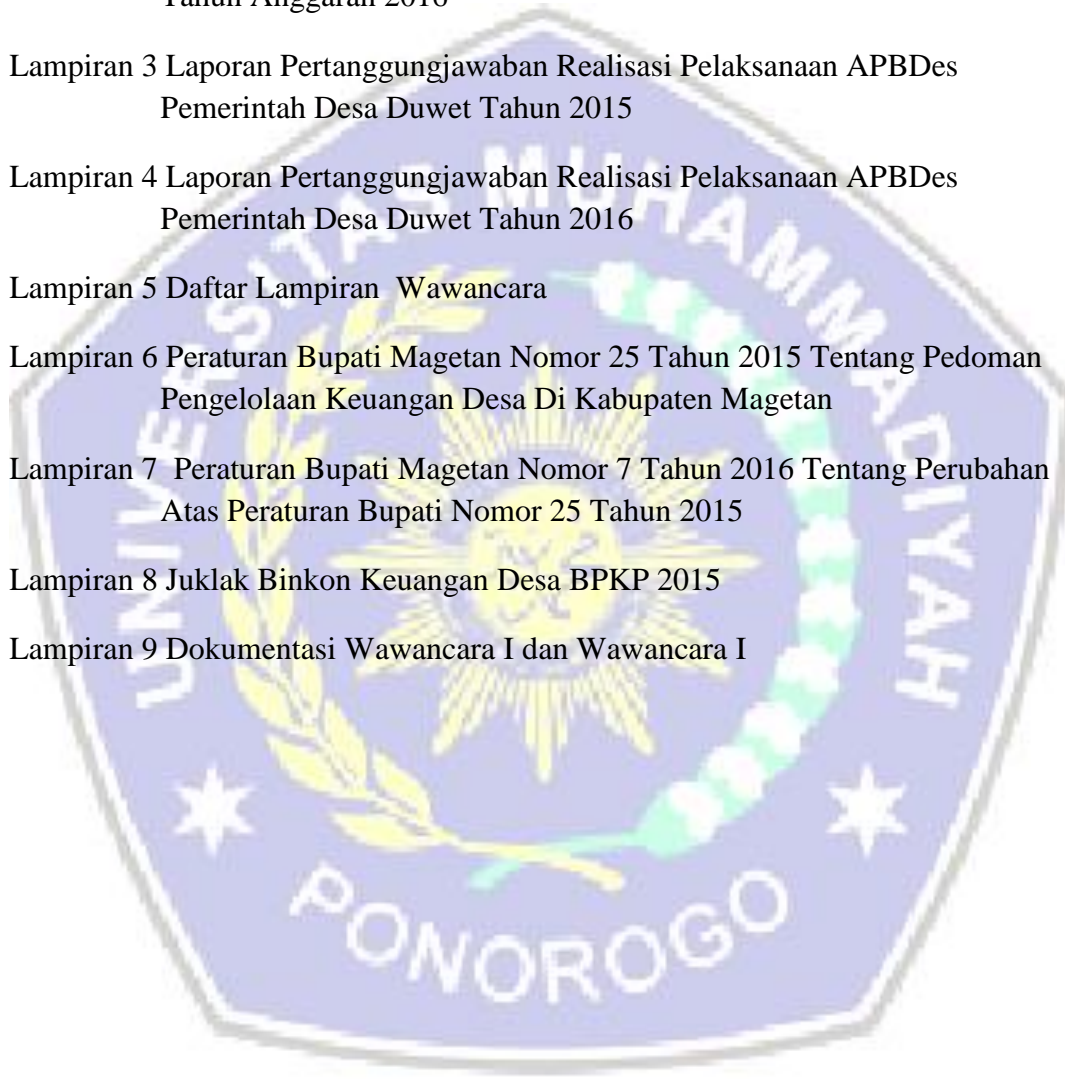 Tahun Anggaran 2016
Lampiran 3 Laporan Pertanggungjawaban Realisasi Pelaksanaan APBDes
Pemerintah Desa Duwet Tahun 2015
Lampiran 4 Laporan Pertanggungjawaban Realisasi Pelaksanaan APBDes
Pemerintah Desa Duwet Tahun 2016
Lampiran 5 Daftar Lampiran Wawancara
Lampiran 6 Peraturan Bupati Magetan Nomor 25 Tahun 2015 Tentang Pedoman
Pengelolaan Keuangan Desa Di Kabupaten Magetan
Lampiran 7 Peraturan Bupati Magetan Nomor 7 Tahun 2016 Tentang Perubahan
Atas Peraturan Bupati Nomor 25 Tahun 2015
Lampiran 8 Juklak Binkon Keuangan Desa BPKP 2015
Lampiran 9 Dokumentasi Wawancara I dan Wawancara I
UNIVERSITAS MUHAMMADIYAH
PONOROGO